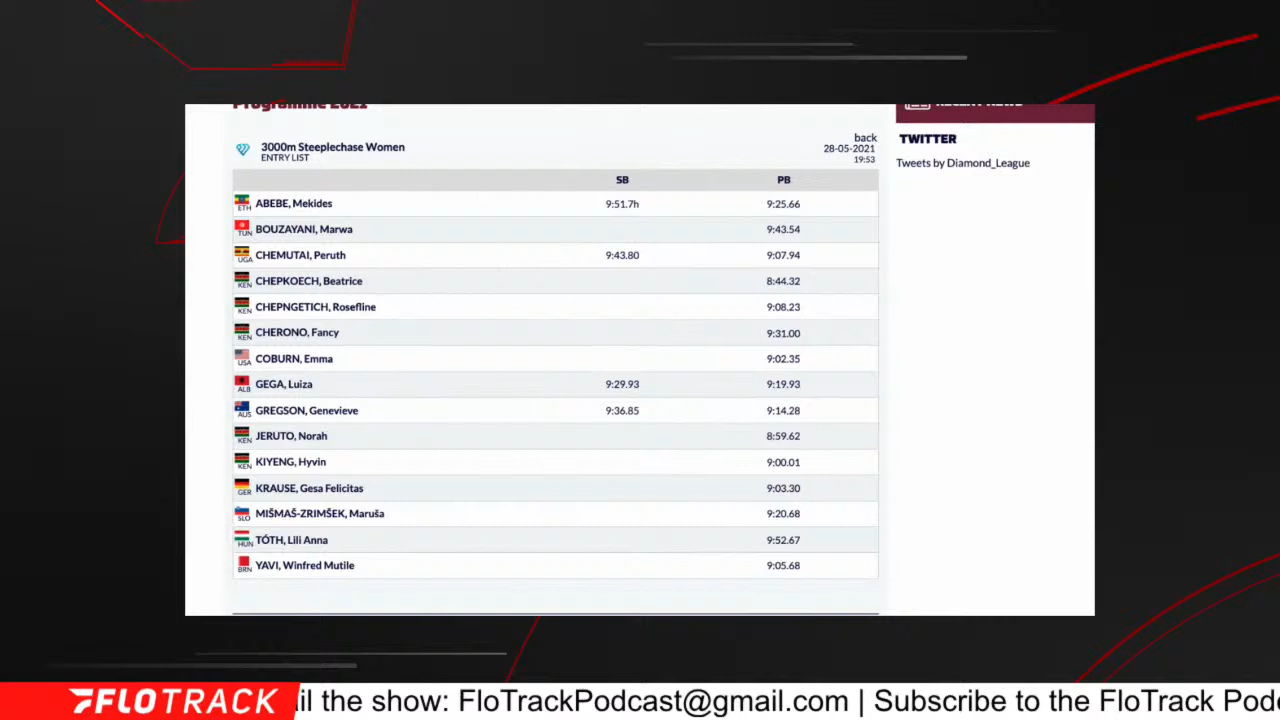 Programme 2021
RECENT NEWS
3000m Steeplechase Women
ENTRY LIST
back
28-05-2021
19:53
TWITTER
Tweets by Diamond_League
SB PB
ETH ABEBE, Mekides 9:51.7h 9:25.66
TUN BOUZAYANI, Marwa 9:43.54
UGA CHEMUTAI, Peruth 9:43.80 9:07.94
KEN CHEPKOECH, Beatrice 8:44.32
KEN CHEPNGETICH, Rosefline 9:08.23
KEN CHERONO, Fancy 9:31.00
USA COBURN, Emma 9:02.35
ALB GEGA, Luiza 9:29.93 9:19.93
AUS GREGSON, Genevieve 9:36.85 9:14.28
KEN JERUTO, Norah 8:59.62
KEN KIYENG, Hyvin 9:00.01
GER KRAUSE, Gesa Felicitas 9:03.30
SLO MIŠMAŠ-ZRIMŠEK, Maruša 9:20.68
HUN TÓTH, Lili Anna 9:52.67
BRN YAVI, Winfred Mutile 9:05.68
FLOTRACK il the show: FloTrackPodcast@gmail.com | Subscribe to the FloTrack Pod